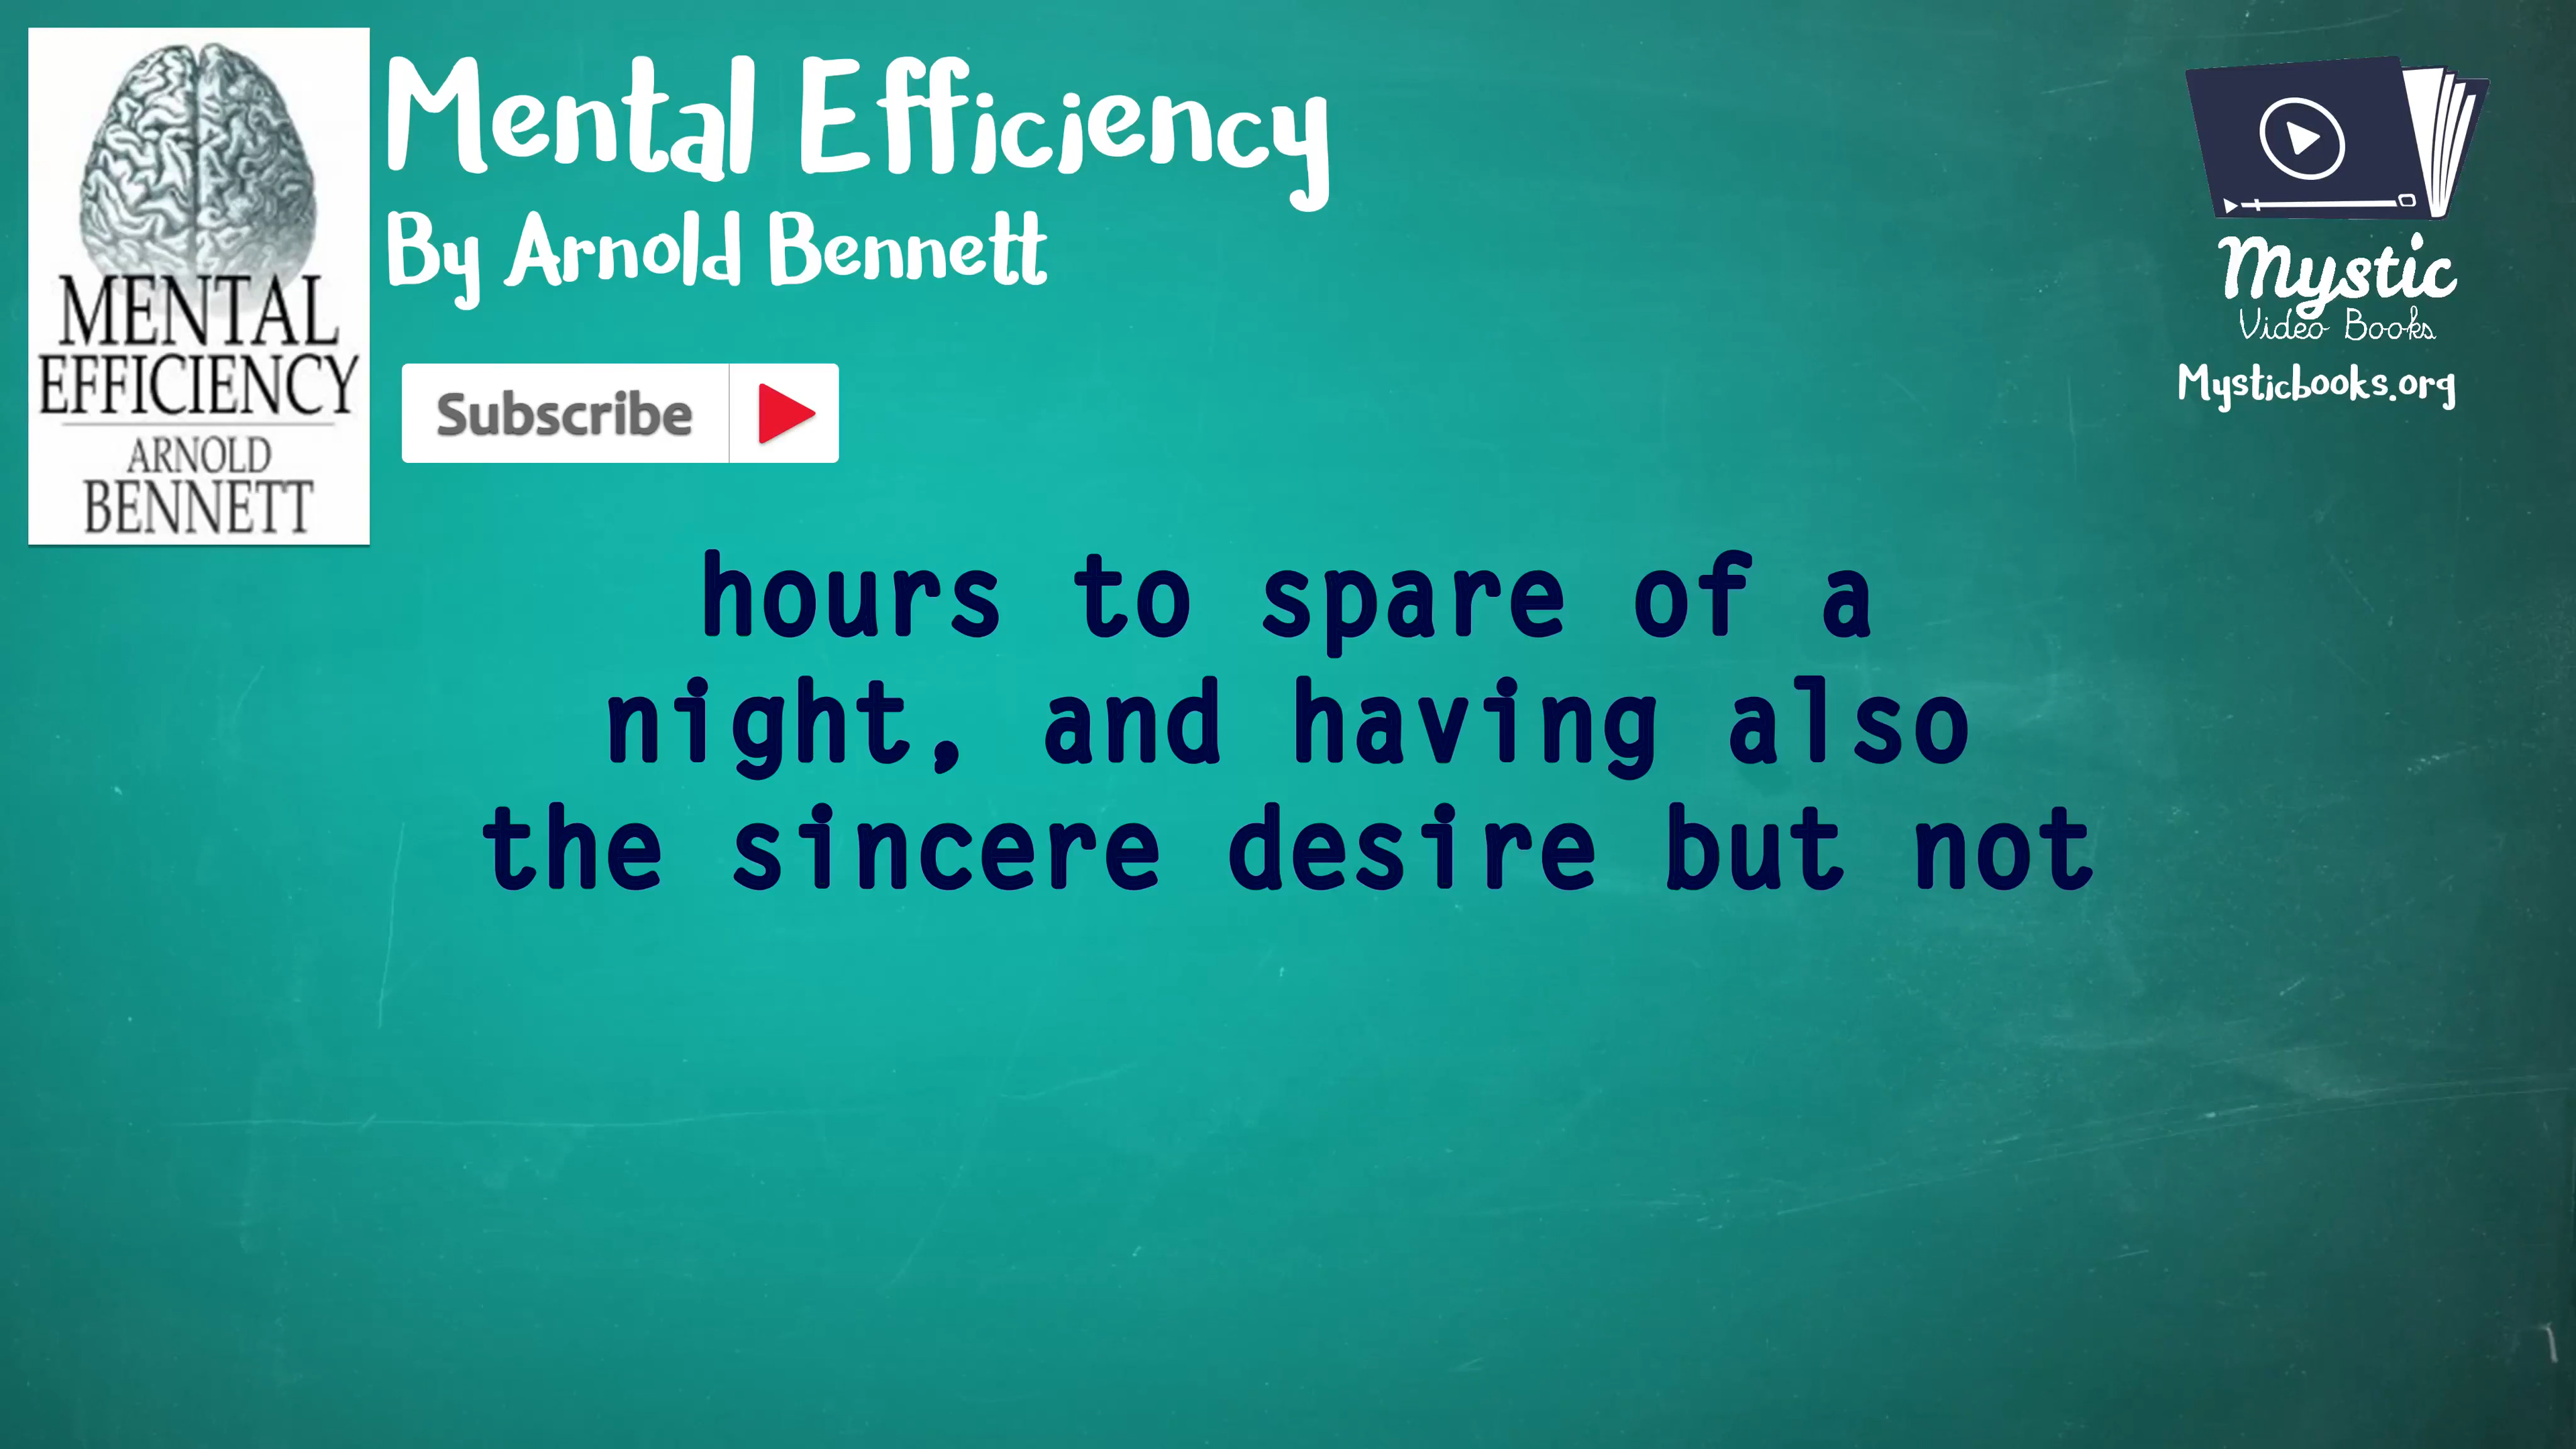 MENTAL
EFFICIENCY
ARNOLD
BENNETT
Mental Efficiency
By Arnold Bennett
Subscribe
Mystic
Video Books
Mysticbooks.org
hours to spare of a
night, and having also
the sincere desire but not